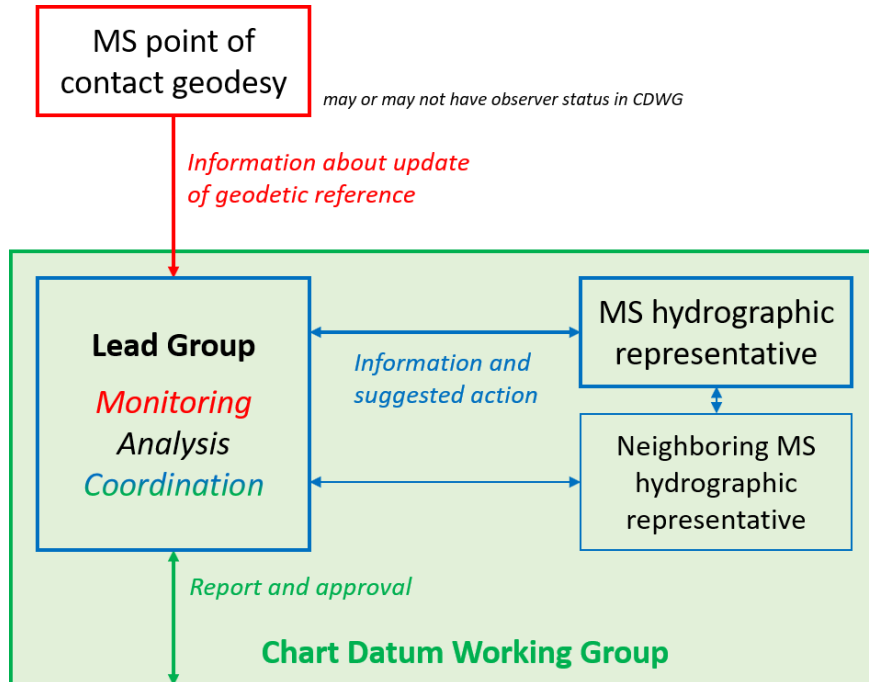 MS point of
contact geodesy
may or may not have observer status in CDWG
Information about update
of geodetic reference
Lead Group
Monitoring
Analysis
Coordination
Information and
suggested action
MS hydrographic
representative
Neighboring MS
hydrographic
representative
Report and approval
Chart Datum Working Group